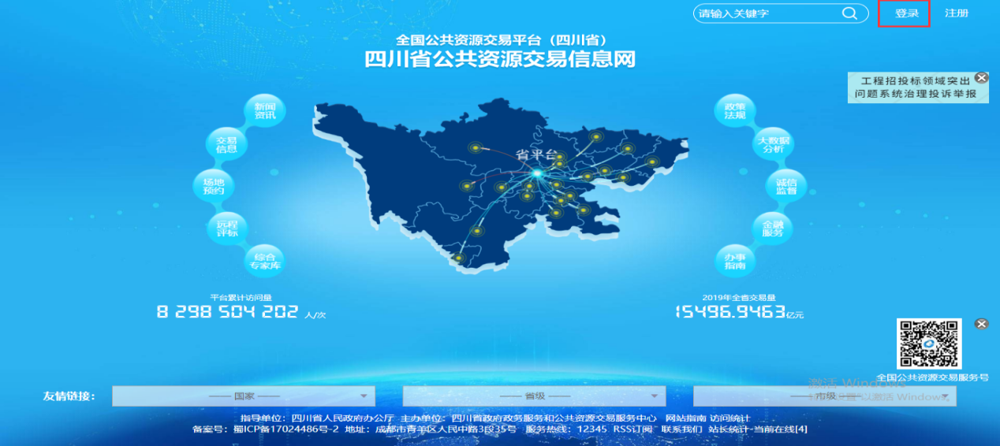 请输入关键字
登录
注册
全国公共资源交易平台（四川省）
四川省公共资源交易信息网
工程招投标领域突出
问题系统治理投诉举报
新闻
资讯
交易
信息
场地
预约
远程
评标
综合
专家库
省平台
政策
法规
大数据
分析
诚信
监督
金融
服务
办事
指南
平台累计访问量
8 298 504 202 人/次
2019年全省交易量
15496.9463亿元
全国公共资源交易服务号
激活 Windows
友情链接：
—— 国家 ——
—— 省级 ——
—— 市级 ——
以激活 Windows。
指导单位：四川省人民政府办公厅 主办单位：四川省政府政务服务和公共资源交易服务中心 网站指南 访问统计
备案号：蜀ICP备17024486号-2 地址：成都市青羊区人民中路3段35号 服务热线：12345 RSS订阅 联系我们 站长统计-当前在线[4]